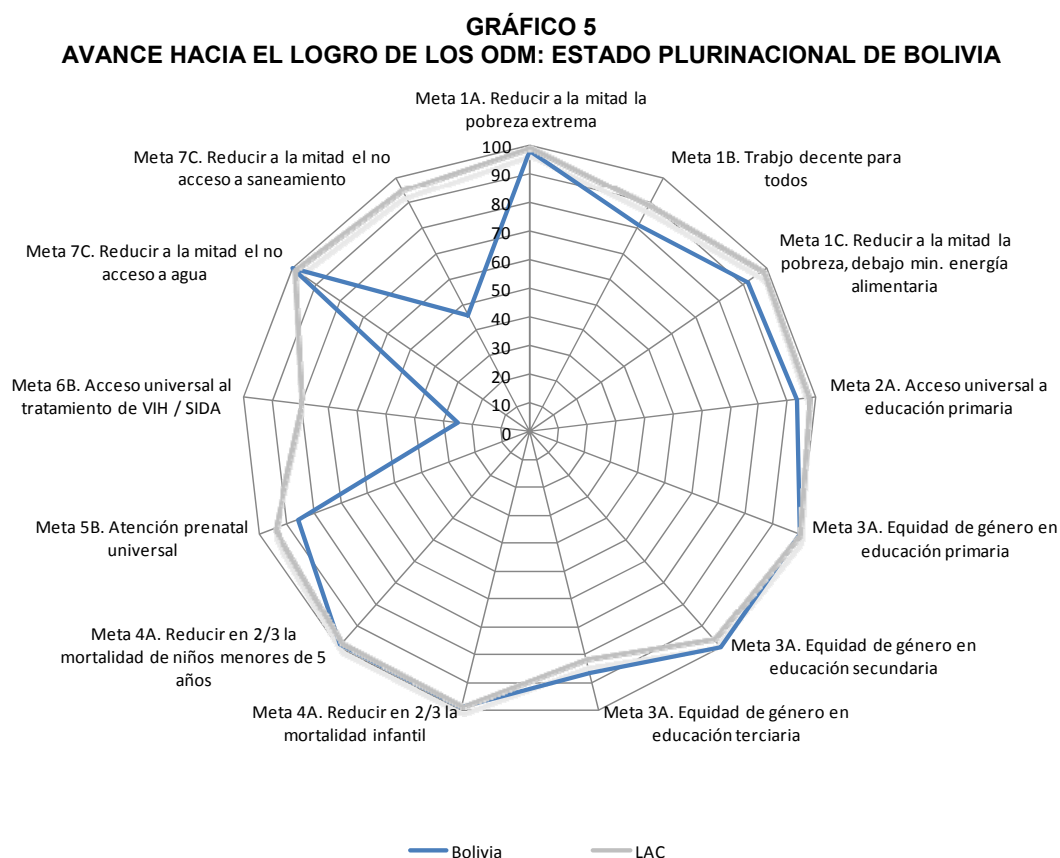 GRÁFICO 5
AVANCE HACIA EL LOGRO DE LOS ODM: ESTADO PLURINACIONAL DE BOLIVIA
Meta 1A. Reducir a la mitad la
pobreza extrema
Meta 1B. Trabjo decente para
todos
Meta 1C. Reducir a la mitad la
pobreza, debajo min. energía
alimentaria
Meta 2A. Acceso universal a
educación primaria
Meta 3A. Equidad de género en
educación primaria
Meta 3A. Equidad de género en
educación secundaria
Meta 3A. Equidad de género en
educación terciaria
Meta 4A. Reducir en 2/3 la
mortalidad infantil
Meta 4A. Reducir en 2/3 la
mortalidad de niños menores de 5
años
Meta 5B. Atención prenatal
universal
Meta 6B. Acceso universal al
tratamiento de VIH / SIDA
Meta 7C. Reducir a la mitad el no
acceso a agua
Meta 7C. Reducir a la mitad el no
acceso a saneamiento
100
90
80
70
60
50
40
30
20
10
0
Bolivia
LAC